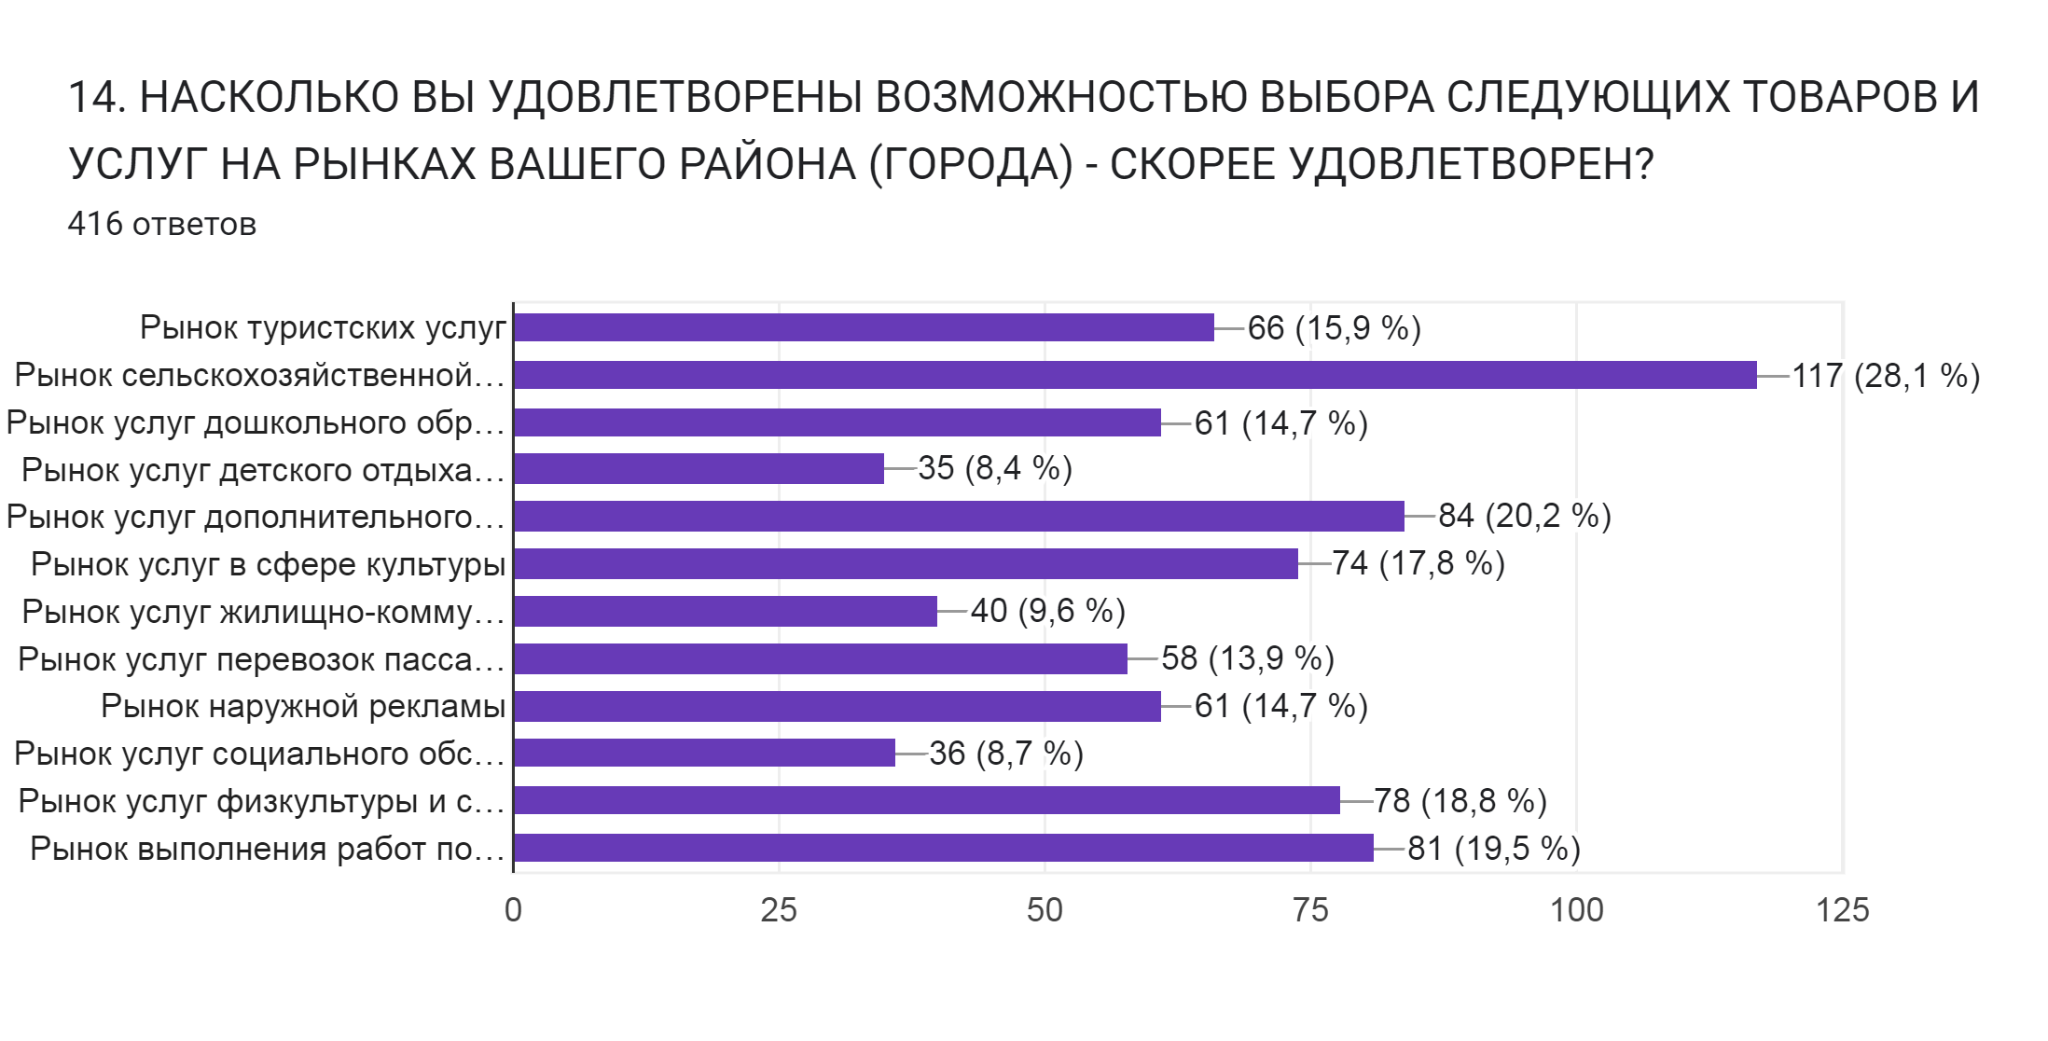 14. НАСКОЛЬКО ВЫ УДОВЛЕТВОРЕНЫ ВОЗМОЖНОСТЬЮ ВЫБОРА СЛЕДУЮЩИХ ТОВАРОВ И
УСЛУГ НА РЫНКАХ ВАШЕГО РАЙОНА (ГОРОДА) - СКОРЕЕ УДОВЛЕТВОРЕН?
416 ответов
Рынок туристских услуг 66 (15,9 %)
Рынок сельскохозяйственной… 117 (28,1 %)
Рынок услуг дошкольного обр… 61 (14,7 %)
Рынок услуг детского отдыха… 35 (8,4 %)
Рынок услуг дополнительного… 84 (20,2 %)
Рынок услуг в сфере культуры 74 (17,8 %)
Рынок услуг жилищно-комму… 40 (9,6 %)
Рынок услуг перевозок пасса… 58 (13,9 %)
Рынок наружной рекламы 61 (14,7 %)
Рынок услуг социального обс… 36 (8,7 %)
Рынок услуг физкультуры и с… 78 (18,8 %)
Рынок выполнения работ по… 81 (19,5 %)
0 25 50 75 100 125